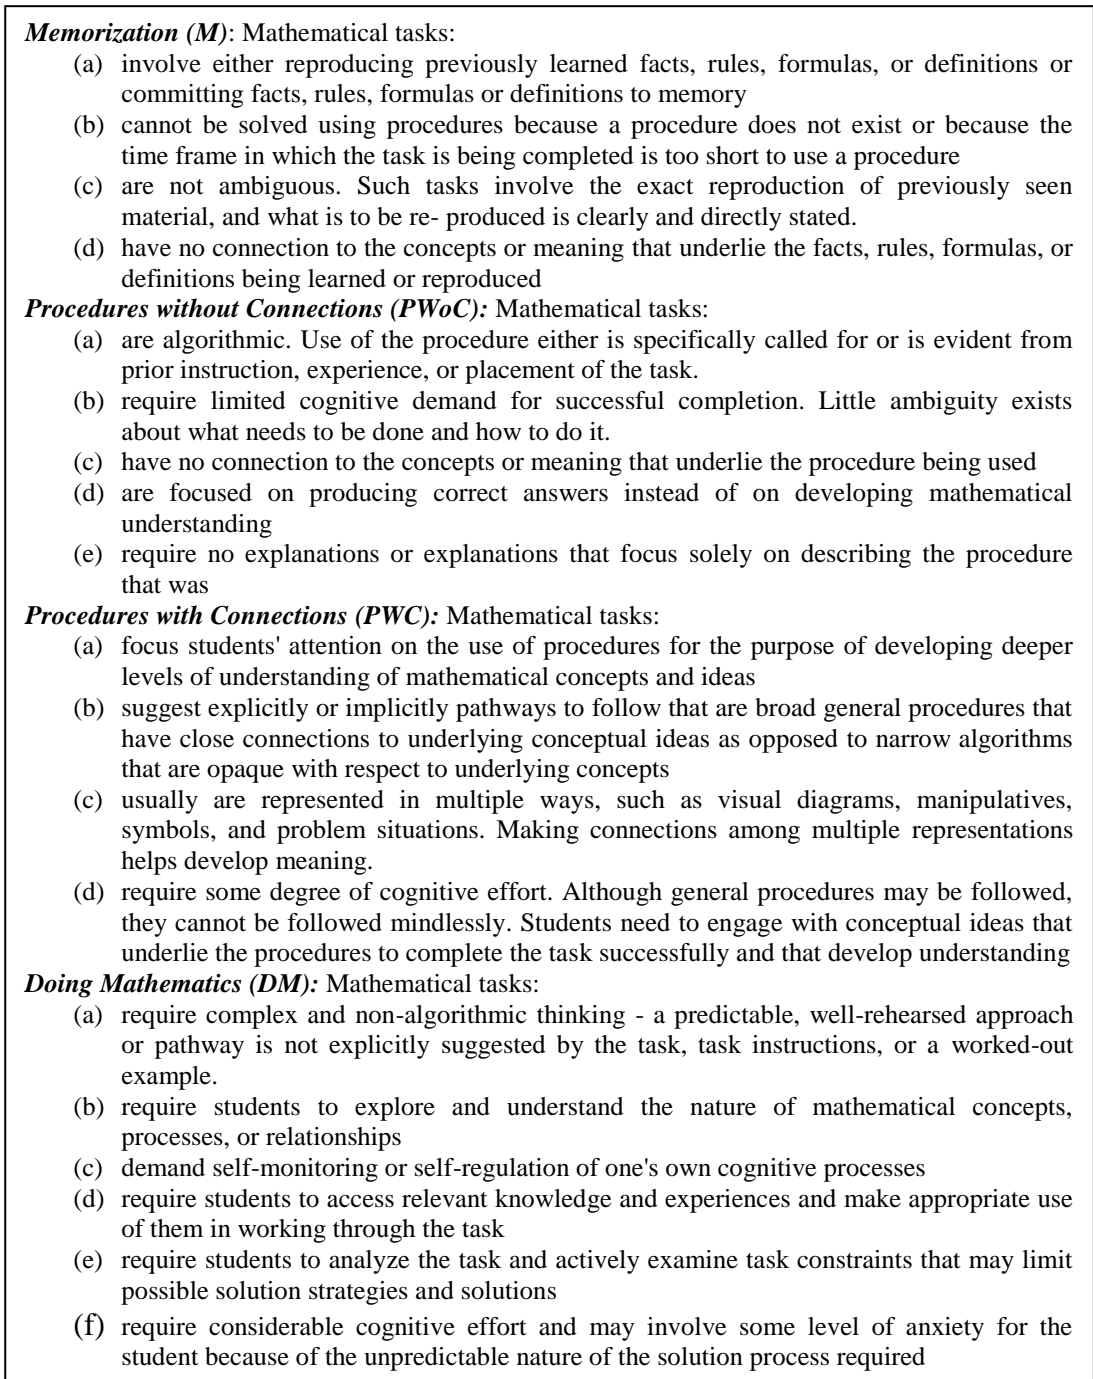 Memorization (M): Mathematical tasks:
(a) involve either reproducing previously learned facts, rules, formulas, or definitions or
committing facts, rules, formulas or definitions to memory
(b) cannot be solved using procedures because a procedure does not exist or because the
time frame in which the task is being completed is too short to use a procedure
(c) are not ambiguous. Such tasks involve the exact reproduction of previously seen
material, and what is to be re- produced is clearly and directly stated.
(d) have no connection to the concepts or meaning that underlie the facts, rules, formulas, or
definitions being learned or reproduced
Procedures without Connections (PWoC): Mathematical tasks:
(a) are algorithmic. Use of the procedure either is specifically called for or is evident from
prior instruction, experience, or placement of the task.
(b) require limited cognitive demand for successful completion. Little ambiguity exists
about what needs to be done and how to do it.
(c) have no connection to the concepts or meaning that underlie the procedure being used
(d) are focused on producing correct answers instead of on developing mathematical
understanding
(e) require no explanations or explanations that focus solely on describing the procedure
that was
Procedures with Connections (PWC): Mathematical tasks:
(a) focus students' attention on the use of procedures for the purpose of developing deeper
levels of understanding of mathematical concepts and ideas
(b) suggest explicitly or implicitly pathways to follow that are broad general procedures that
have close connections to underlying conceptual ideas as opposed to narrow algorithms
that are opaque with respect to underlying concepts
(c) usually are represented in multiple ways, such as visual diagrams, manipulatives,
symbols, and problem situations. Making connections among multiple representations
helps develop meaning.
(d) require some degree of cognitive effort. Although general procedures may be followed,
they cannot be followed mindlessly. Students need to engage with conceptual ideas that
underlie the procedures to complete the task successfully and that develop understanding
Doing Mathematics (DM): Mathematical tasks:
(a) require complex and non-algorithmic thinking - a predictable, well-rehearsed approach
or pathway is not explicitly suggested by the task, task instructions, or a worked-out
example.
(b) require students to explore and understand the nature of mathematical concepts,
processes, or relationships
(c) demand self-monitoring or self-regulation of one's own cognitive processes
(d) require students to access relevant knowledge and experiences and make appropriate use
of them in working through the task
(e) require students to analyze the task and actively examine task constraints that may limit
possible solution strategies and solutions
(f) require considerable cognitive effort and may involve some level of anxiety for the
student because of the unpredictable nature of the solution process required